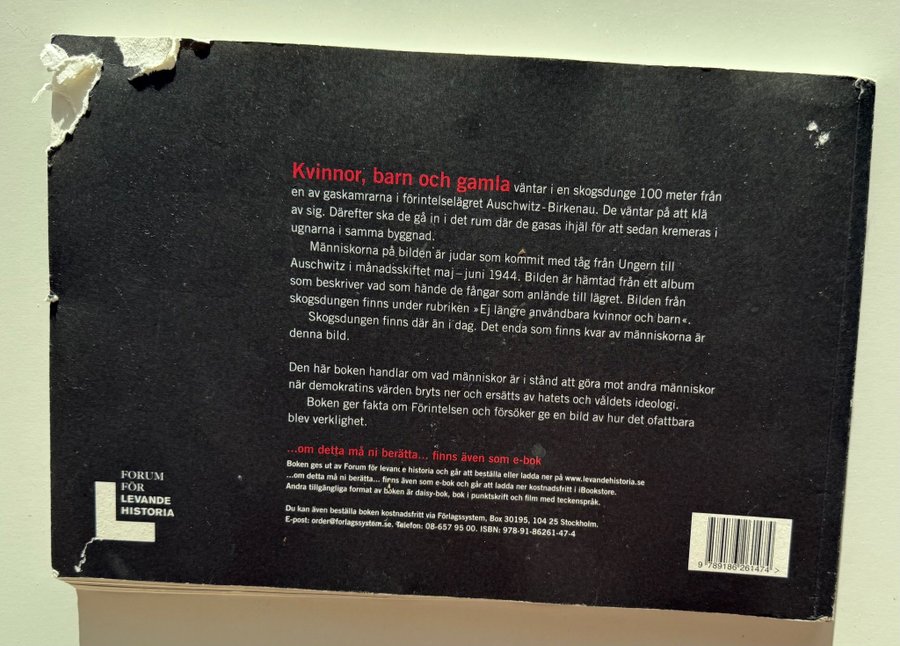 Kvinnor, barn och gamla väntar i en skogsdunge 100 meter från
en av gaskamrarna i förintelselägret Auschwitz-Birkenau. De väntar på att klä
av sig. Därefter ska de gå in i det rum där de gasas ihjäl för att sedan kremeras i
ugnarna i samma byggnad.
Människorna på bilden är judar som kommit med tåg från Ungern till
Auschwitz i månadsskiftet maj–juni 1944. Bilden är hämtad från ett album
som beskriver vad som hände de fångar som anlände till lägret. Bilden från
skogsdungen finns under rubriken »Ej längre användbara kvinnor och barn«.
Skogsdungen finns där än i dag. Det enda som finns kvar av människorna är
denna bild.
Den här boken handlar om vad människor är i stånd att göra mot andra människor
när demokratins värden bryts ner och ersätts av hatets och våldets ideologi.
Boken ger fakta om Förintelsen och försöker ge en bild av hur det ofattbara
blev verklighet.
...om detta må ni berätta... finns även som e-bok
Boken ges ut av Forum för levande historia och går att beställa eller ladda ner på www.levandehistoria.se
...om detta må ni berätta... finns även som e-bok och går att ladda ner kostnadsfritt i iBookstore.
Andra tillgängliga format av boken är daisy-bok, bok i punktskrift och film med teckenspråk.
Du kan även beställa boken kostnadsfritt via Förlagssystem, Box 30195, 104 25 Stockholm.
E-post: order@forlagssystem.se. Telefon: 08-657 95 00. ISBN: 978-91-86261-47-4
FORUM
FÖR
LEVANDE
HISTORIA
9 789186 261474 >